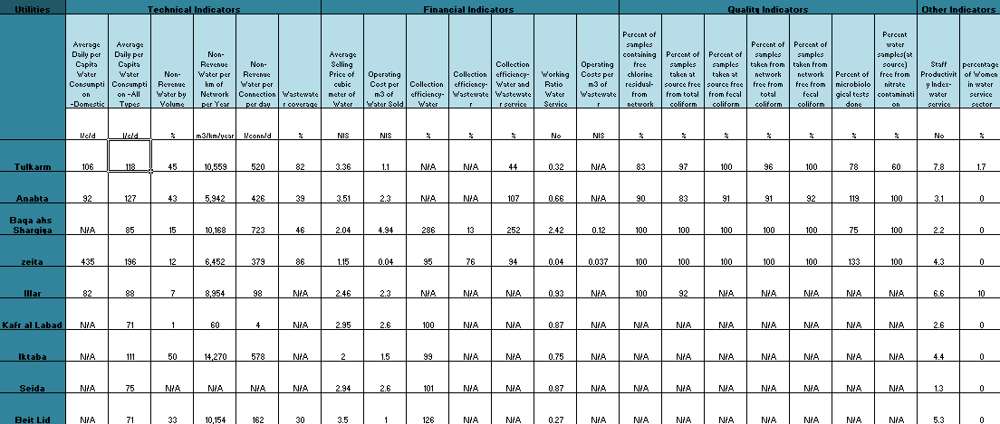 Utilities Technical Indicators Financial Indicators Quality Indicators Other Indicators
Average Daily per Capita Water Consumpti on -Domestic
Average Daily per Capita Water Consumpti on -All Types
Non-Revenue Water by Volume
Non-Revenue Water per km of Network per Year
Non-Revenue Water per Connection per day
Wastewate r coverage
Average Selling Price of cubic meter of Water
Operating Cost per m3 of Water Sold
Collection efficiency-Water
Collection efficiency-Wastewate r
Collection efficiency-Water and Wastewate r service
Working Ratio Water Service
Operating Costs per m3 of Wastewate r
Percent of samples containing free chlorine residual-from network
Percent of samples taken at source free from total coliform
Percent of samples taken at source free from fecal coliform
Percent of samples taken from network free from total coliform
Percent of samples taken from network free from fecal coliform
Percent of microbiolo gical tests done
Percent water samples(at source) free from nitrate contaminati on
Staff Productivit y Index-water service
percentage of Women in water service sector
l/c/d l/c/d % m3/km/year l/conn/d % NIS NIS % % % No NIS % % % % % % % No %
Tulkarm 106 118 45 10,559 520 82 3.36 1.1 N/A N/A 44 0.32 N/A 83 97 100 96 100 78 60 7.8 1.7
Anabta 92 127 43 5,942 426 39 3.51 2.3 N/A N/A 107 0.66 N/A 90 83 91 91 92 119 100 3.1 0
Baqa ahs Sharqiya N/A 85 15 10,168 723 46 2.04 4.94 286 13 252 2.42 0.12 100 100 100 100 100 75 100 2.2 0
zeita 435 196 12 6,452 379 86 1.15 0.04 95 76 94 0.04 0.037 100 100 100 100 100 133 100 4.3 0
Illar 82 88 7 8,954 98 N/A 2.46 2.3 N/A N/A N/A 0.93 N/A 100 92 N/A N/A N/A N/A N/A 6.6 10
Kafr al Labad N/A 71 1 60 4 N/A 2.95 2.6 100 N/A N/A 0.87 N/A N/A N/A N/A N/A N/A N/A N/A 2.6 0
Iktaba N/A 111 50 14,270 578 N/A 2 1.5 99 N/A N/A 0.75 N/A N/A N/A N/A N/A N/A N/A N/A 4.4 0
Seida N/A 75 N/A N/A N/A N/A 2.94 2.6 101 N/A N/A 0.87 N/A N/A N/A N/A N/A N/A N/A N/A 1.3 0
Beit Lid N/A 71 33 10,154 162 30 3.5 1 126 N/A N/A 0.27 N/A N/A N/A N/A N/A N/A N/A N/A 5.3 0